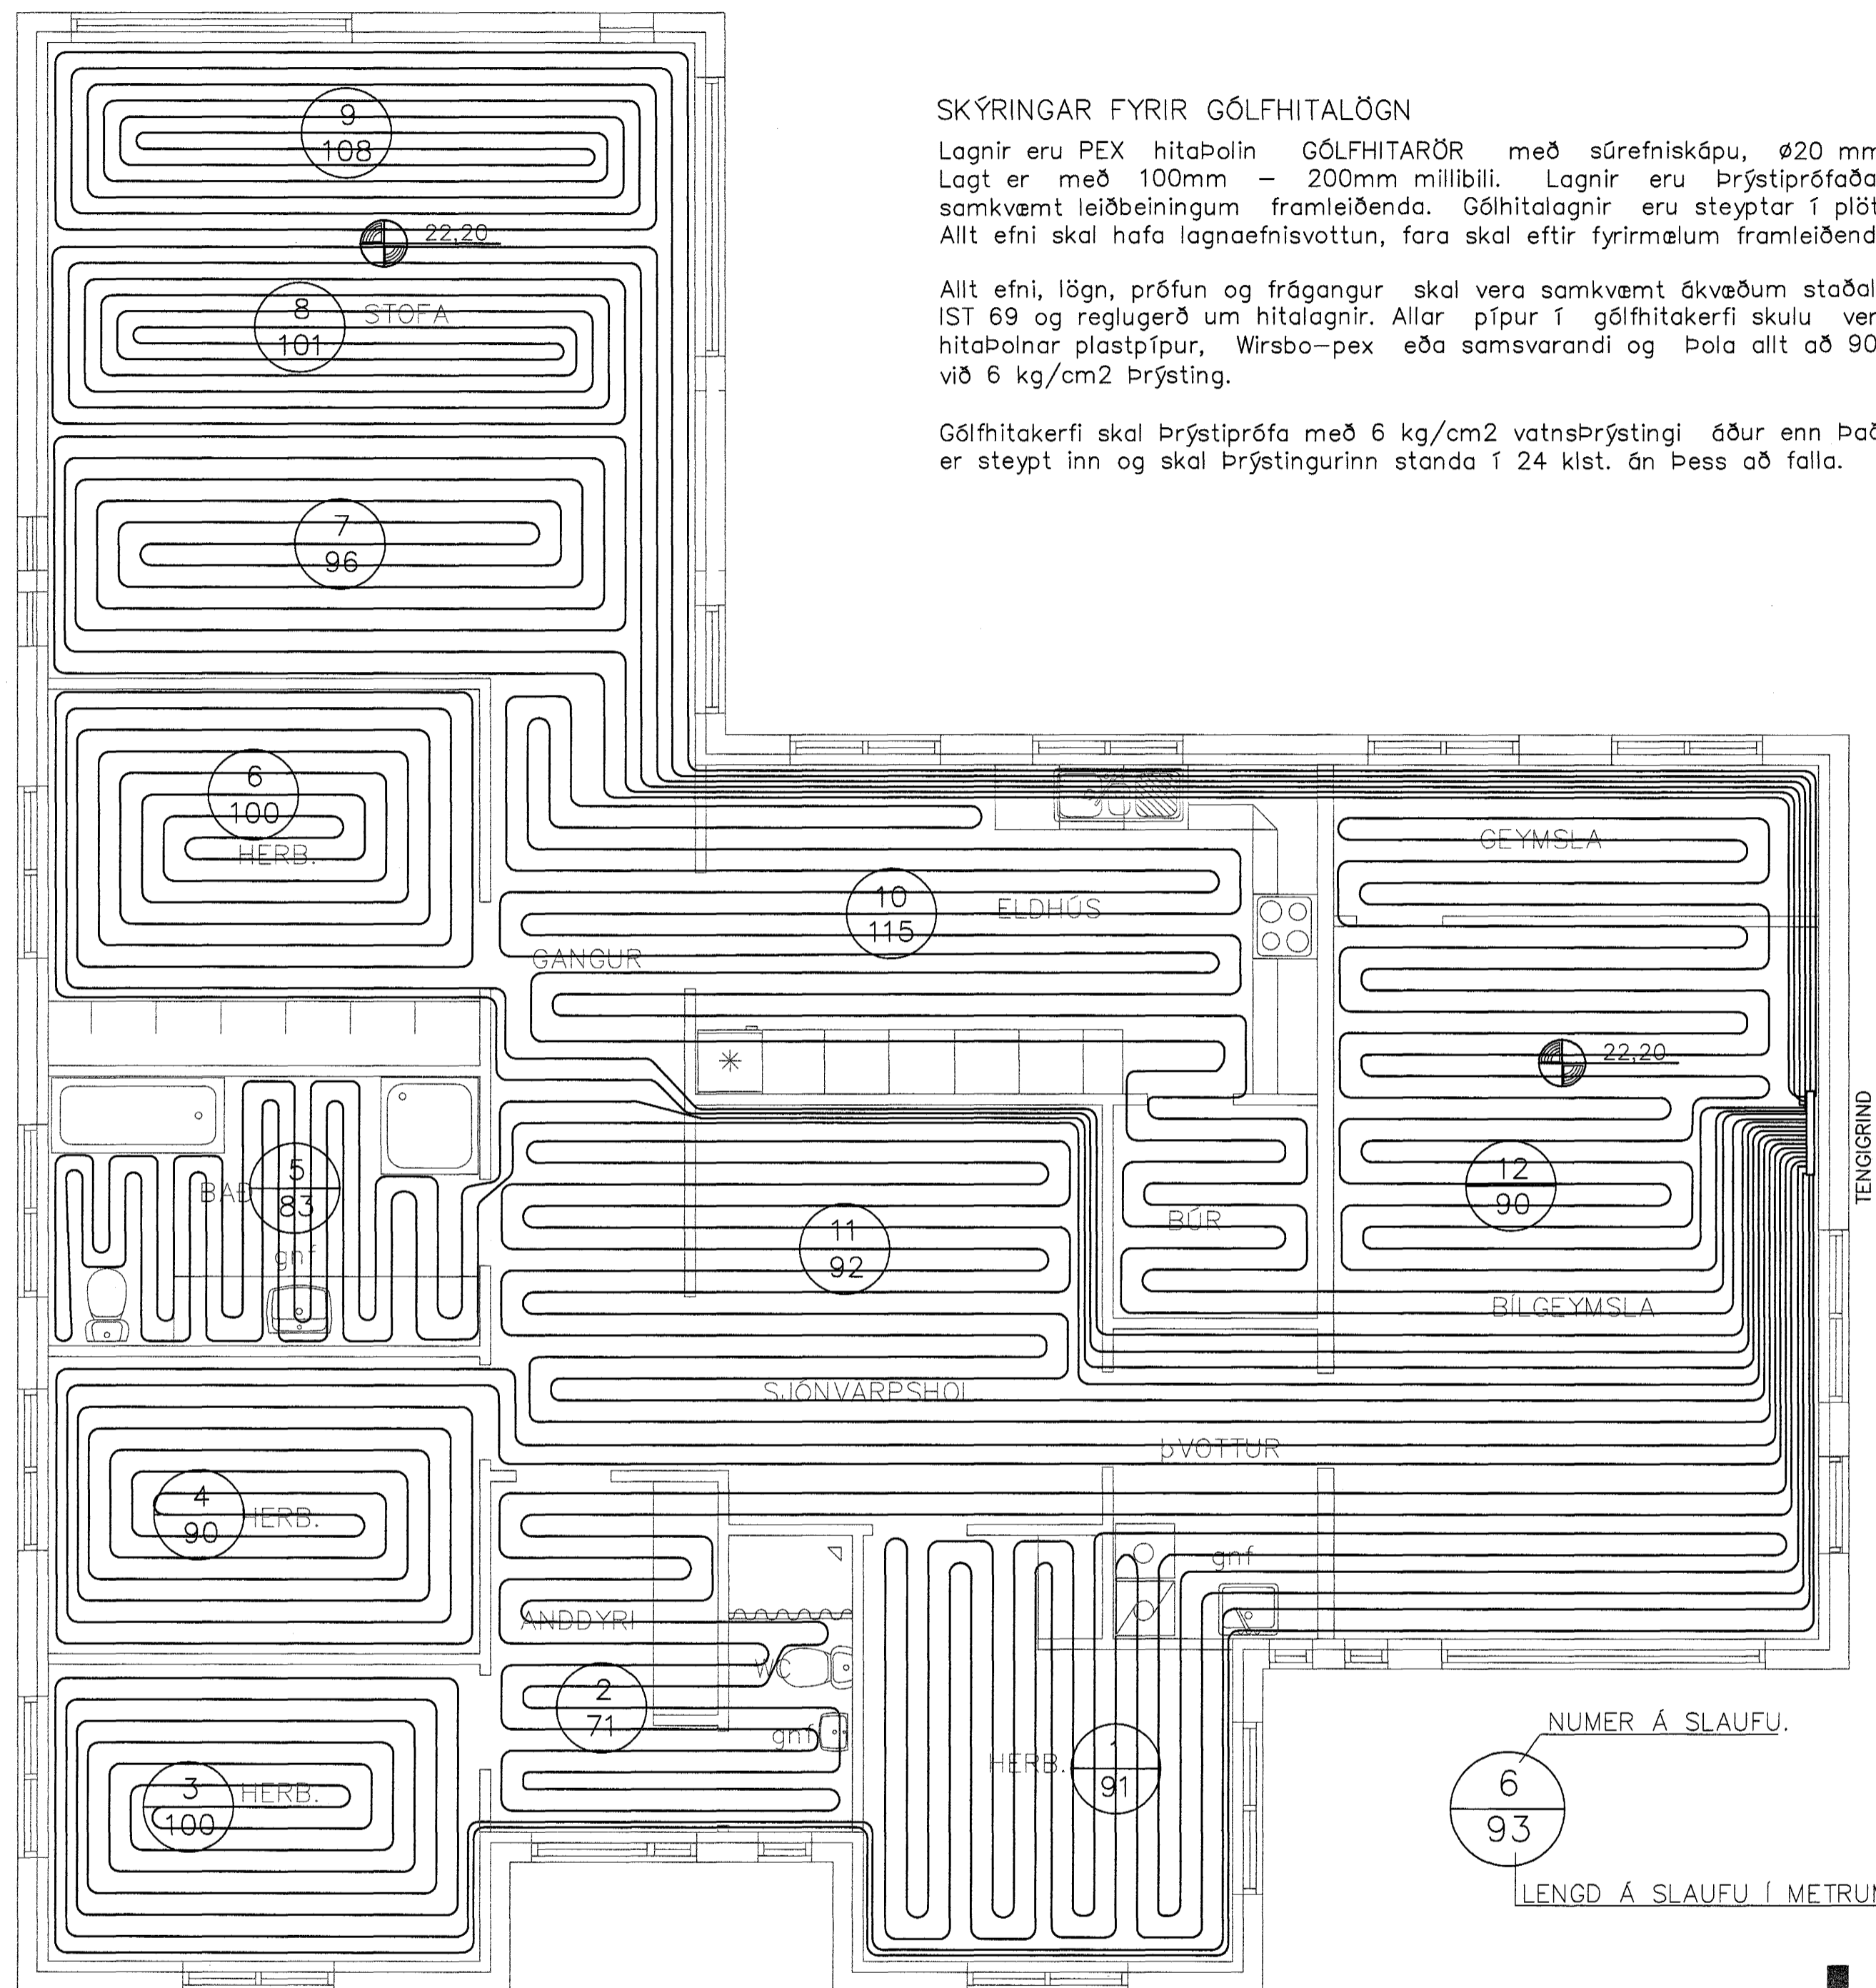 SKÝRINGAR FYRIR GÓLFHITALÖGN
Lagnir eru PEX hitaÞolin GÓLFHITARÖR með súrefniskápu, ø20 mm
Lagt er með 100mm – 200mm millibili. Lagnir eru Þrýstiprófaða
samkvæmt leiðbeiningum framleiðenda. Gólhitalagnir eru steyptar í plöt
Allt efni skal hafa lagnaefnisvottun, fara skal eftir fyrirmælum framleiðend
Allt efni, lögn, prófun og frágangur skal vera samkvæmt ákvæðum staðal
IST 69 og reglugerð um hitalagnir. Allar pípur í gólfhitakerfi skulu ver
hitaÞolnar plastpípur, Wirsbo–pex eða samsvarandi og Þola allt að 90
við 6 kg/cm2 Þrýsting.
Gólfhitakerfi skal Þrýstiprófa með 6 kg/cm2 vatnsÞrýstingi áður enn Það
er steypt inn og skal Þrýstingurinn standa í 24 klst. án Þess að falla.
9
108
22,20
8
101
STOFA
7
96
6
100
HERB.
GEYMSLA
10
115
ELDHÚS
GANGUR
22,20
TENGIGRIND
5
83
BAÐ
gnf
11
92
BÚR
12
90
BÍLGEYMSLA
SJÓNVARPSHOL
ÞVOTTUR
4
90
HERB.
gnf
ANDDYRI
WC
2
71
gnf
3
100
HERB.
HERB.
1
91
NUMER Á SLAUFU.
6
93
LENGD Á SLAUFU Í METRUM